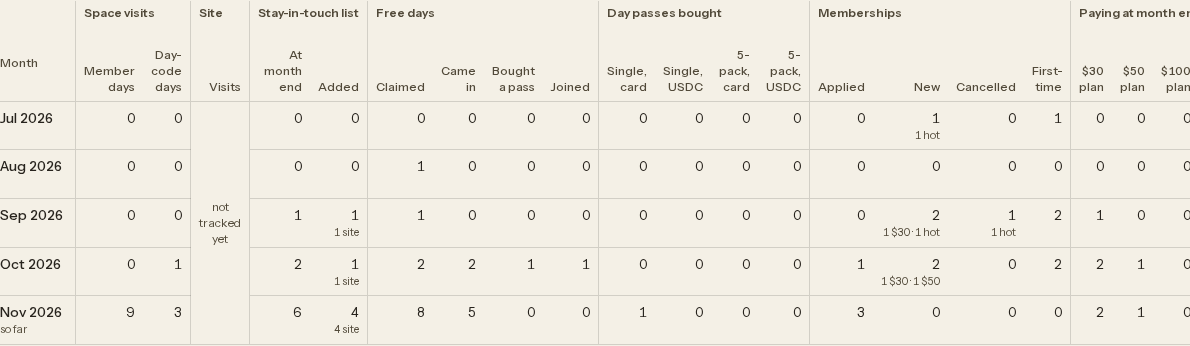 Space visits Site Stay-in-touch list Free days Day passes bought Memberships Paying at month er
Month Member days Day-code days Visits At month end Added Claimed Came in Bought a pass Joined Single, card Single, USDC 5-pack, card 5-pack, USDC Applied New Cancelled First-time $30 plan $50 plan $100 plan
Jul 2026 0 0 0 0 0 0 0 0 0 0 0 0 0 1 0 1 0 0 0
1 hot
Aug 2026 0 0 0 0 1 0 0 0 0 0 0 0 0 0 0 0 0 0 0
not tracked yet
Sep 2026 0 0 1 1 1 0 0 0 0 0 0 0 0 2 1 2 1 0 0
1 site 1 $30·1 hot 1 hot
Oct 2026 0 1 2 1 2 2 1 1 0 0 0 0 1 2 0 2 2 1 0
1 site 1 $30·1 $50
Nov 2026 9 3 6 4 8 5 0 0 1 0 0 0 3 0 0 0 2 1 0
so far 4 site